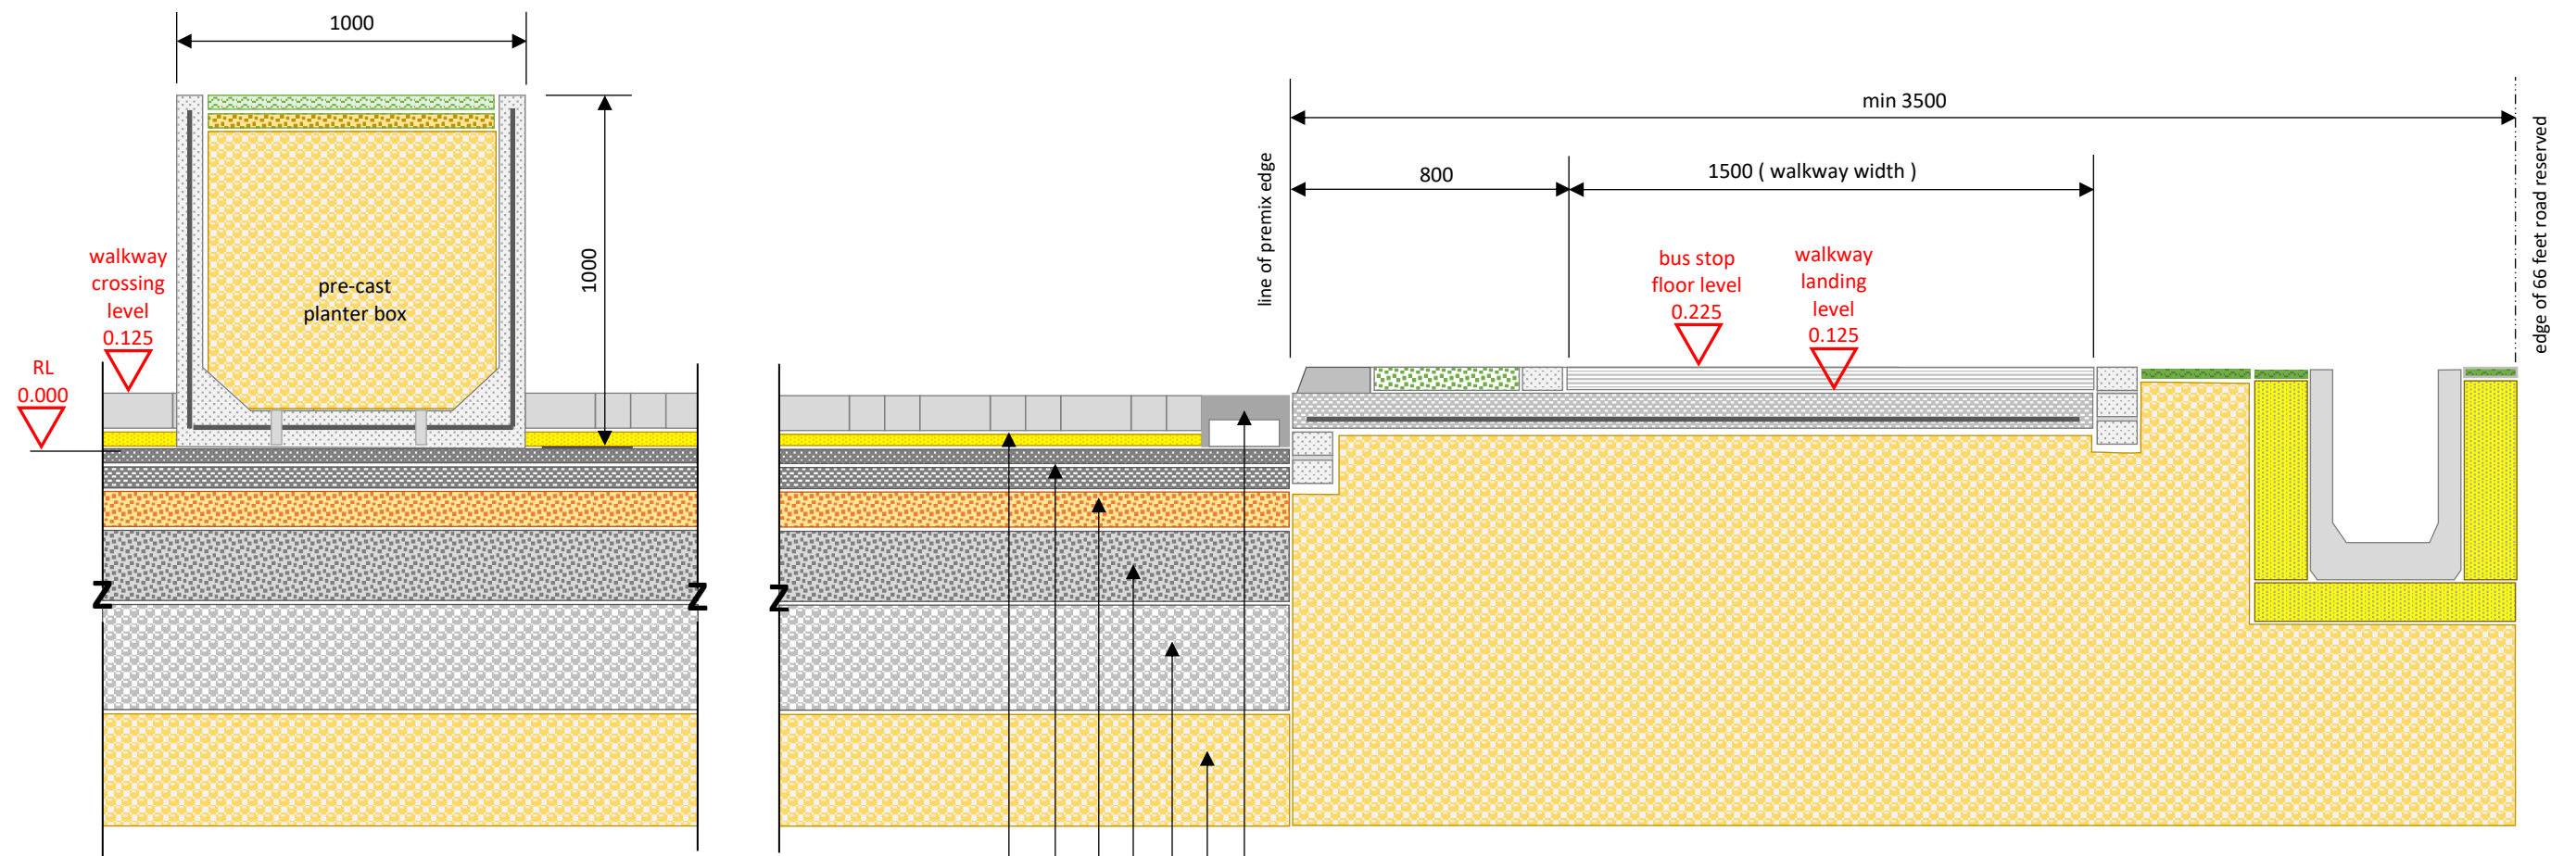 1000
min 3500
line of premix edge
edge of 66 feet road reserved
800
1500 ( walkway width )
walkway
crossing
level
0.125
1000
pre-cast
planter box
bus stop
floor level
0.225
walkway
landing
level
0.125
RL
0.000
Z
Z
Z